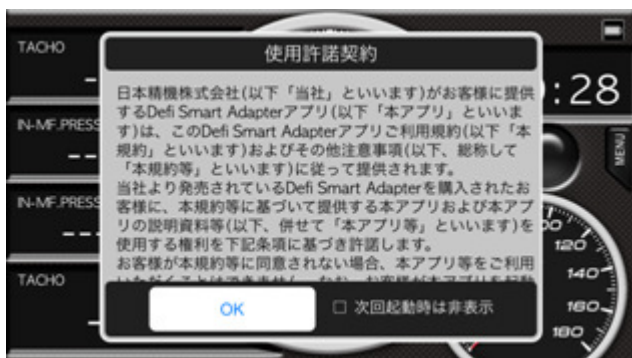 TACHO
使用許諾契約
:28
IN-MF.PRESS
MENU
IN-MF.PRESS
TACHO
日本精機株式会社(以下「当社」といいます)がお客様に提供
するDefi Smart Adapterアプリ(以下「本アプリ」といいま
す)は、このDefi Smart Adapterアプリご利用規約(以下「本
規約」といいます)およびその他注意事項(以下、総称して
「本規約等」といいます)に従って提供されます。
当社より発売されているDefi Smart Adapterを購入されたお
客様に、本規約等に基づいて提供する本アプリおよび本アプ
リの説明資料等(以下、併せて「本アプリ等」といいます)を
使用する権利を下記条項に基づき許諾します。
お客様が本規約等に同意されない場合、本アプリ等をご利用
120
140
160
180
OK
次回起動時は非表示